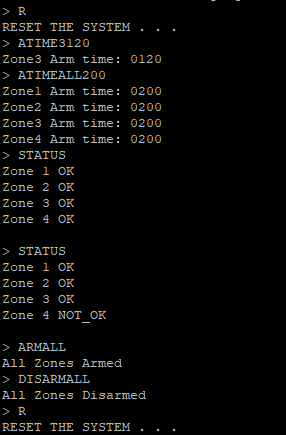 > R
RESET THE SYSTEM . . .
> ATIME3120
Zone3 Arm time: 0120
> ATIMEALL200
Zone1 Arm time: 0200
Zone2 Arm time: 0200
Zone3 Arm time: 0200
Zone4 Arm time: 0200
> STATUS
Zone 1 OK
Zone 2 OK
Zone 3 OK
Zone 4 OK
> STATUS
Zone 1 OK
Zone 2 OK
Zone 3 OK
Zone 4 NOT_OK
> ARMALL
All Zones Armed
> DISARMALL
All Zones Disarmed
> R
RESET THE SYSTEM . . .